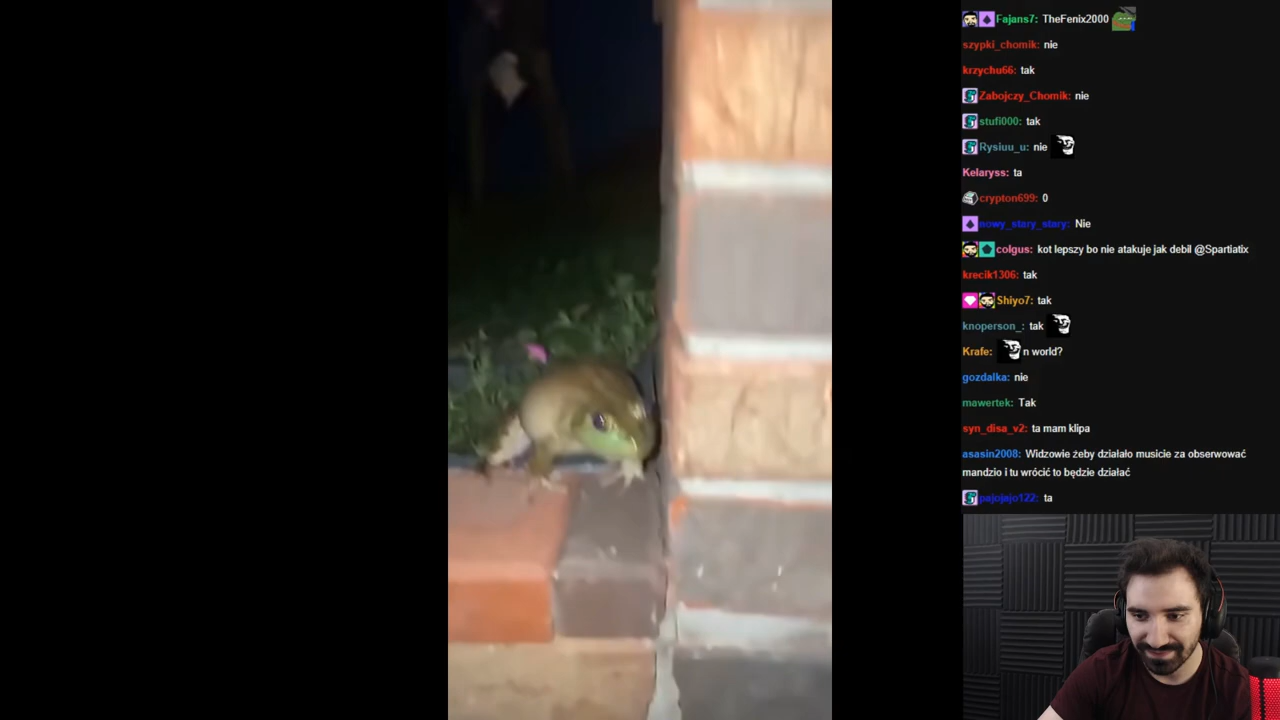 Fajans7: TheFenix2000
szypki_chomik: nie
krzychu66: tak
Zabojczy_Chomik: nie
stufi000: tak
Rysiuu_u: nie
Kelaryss: ta
crypton699: 0
nowy_stary_stary: Nie
colgus: kot lepszy bo nie atakuje jak debil @Spartiatix
krecik1306: tak
Shiyo7: tak
knoperson_: tak
Krafe: n world?
gozdalka: nie
mawertek: Tak
syn_disa_v2: ta mam klipa
asasin2008: Widzowie żeby działało musicie za obserwować
mandzio i tu wrócić to będzie działać
pajojajo122: ta